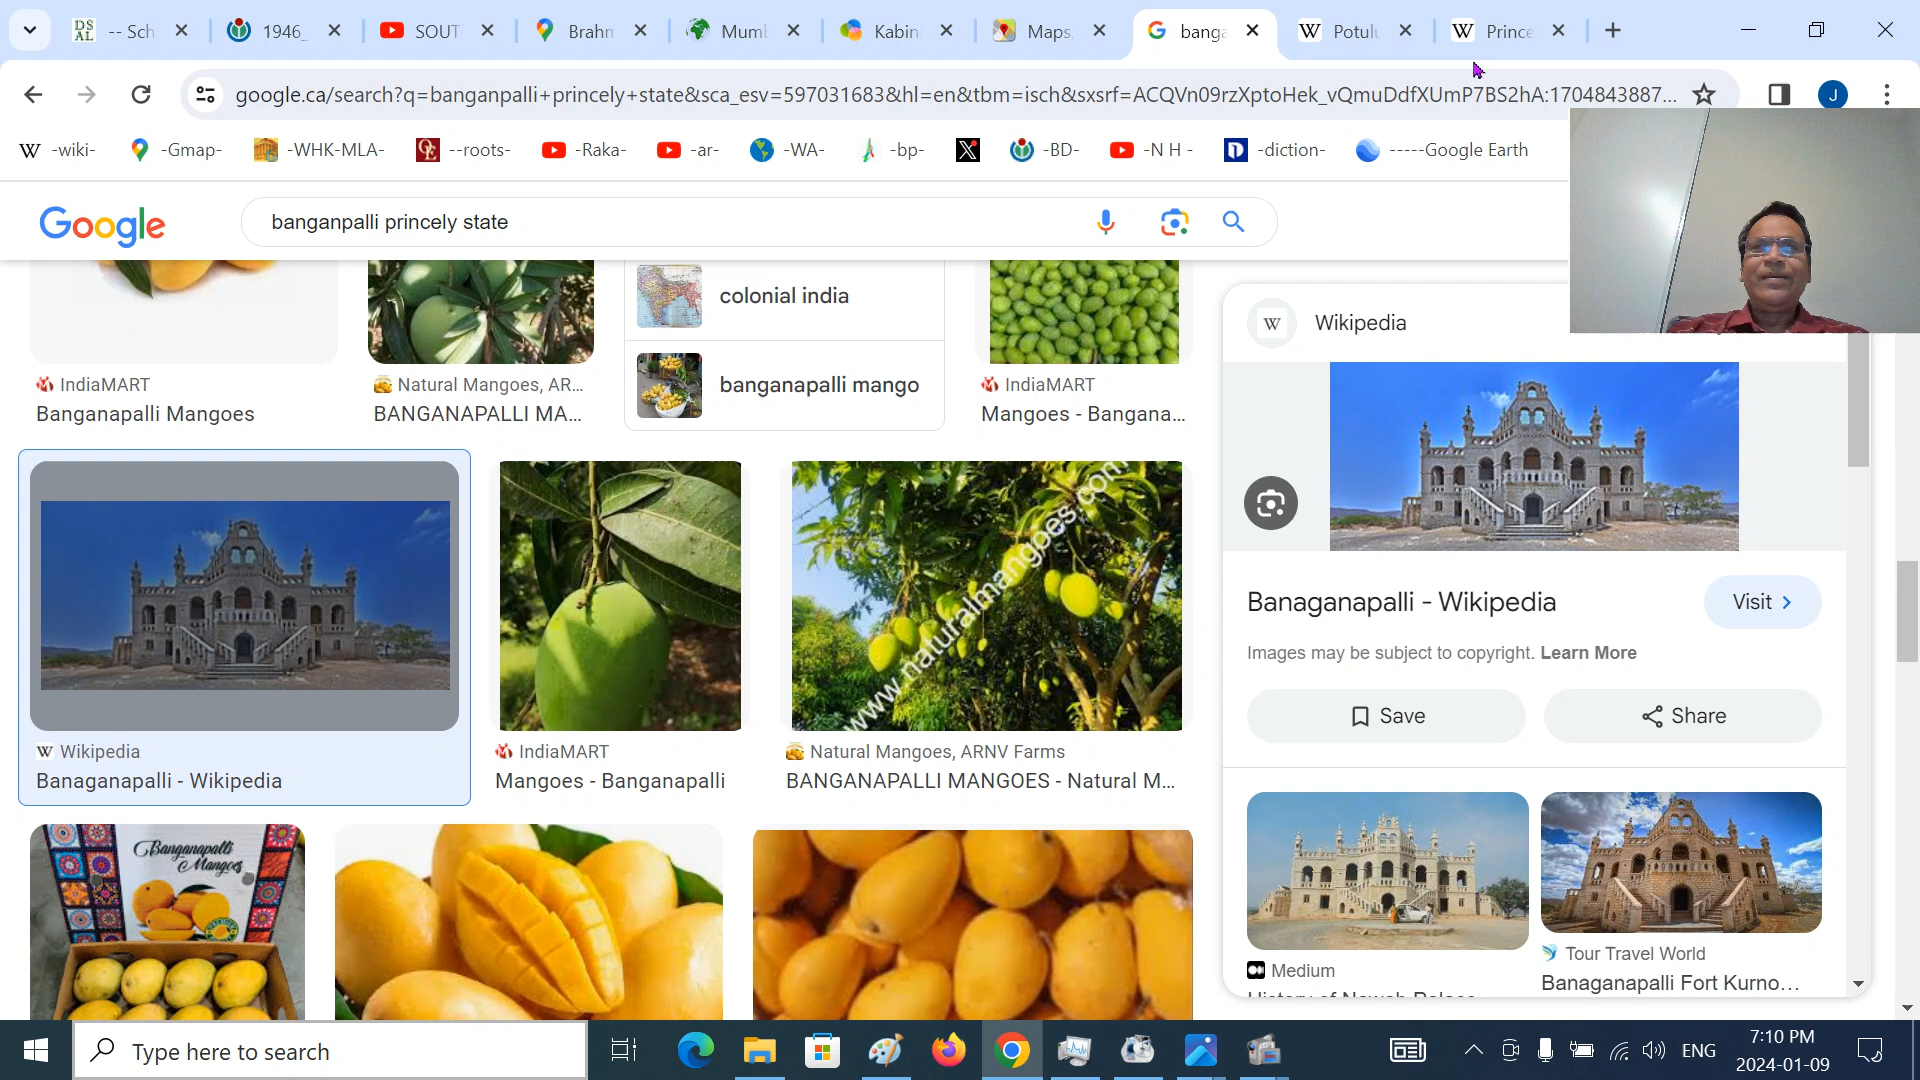 DS
AL
-- Sch
1946_
SOUT
Brahn
Kabin
Maps,
banga
Potulu
Prince
google.ca/search?q=banganpalli+princely+state&sca_esv=597031683&hl=en&tbm=isch&sxsrf=ACQVn09rzXptoHek_vQmuDdfXUmP7BS2hA:1704843887...
J
-wiki-
-Gmap-
-WHK-MLA-
--roots-
-Raka-
-ar-
-WA-
-bp-
-BD-
-N H -
-diction-
-----Google Earth
Google
banganpalli princely state
colonial india
banganapalli mango
IndiaMART
Banganapalli Mangoes
Natural Mangoes, AR...
BANGANAPALLI MA...
IndiaMART
Mangoes - Bangana...
W Wikipedia
Banaganapalli - Wikipedia
IndiaMART
Mangoes - Banganapalli
www.naturalmangoes.com
Natural Mangoes, ARNV Farms
BANGANAPALLI MANGOES - Natural M...
Banganapalli
Mangoes
W Wikipedia
Banaganapalli - Wikipedia
Visit
Images may be subject to copyright. Learn More
Save
Share
Medium
Tour Travel World
Banaganapalli Fort Kurno...
Type here to search
ENG
7:10 PM
2024-01-09